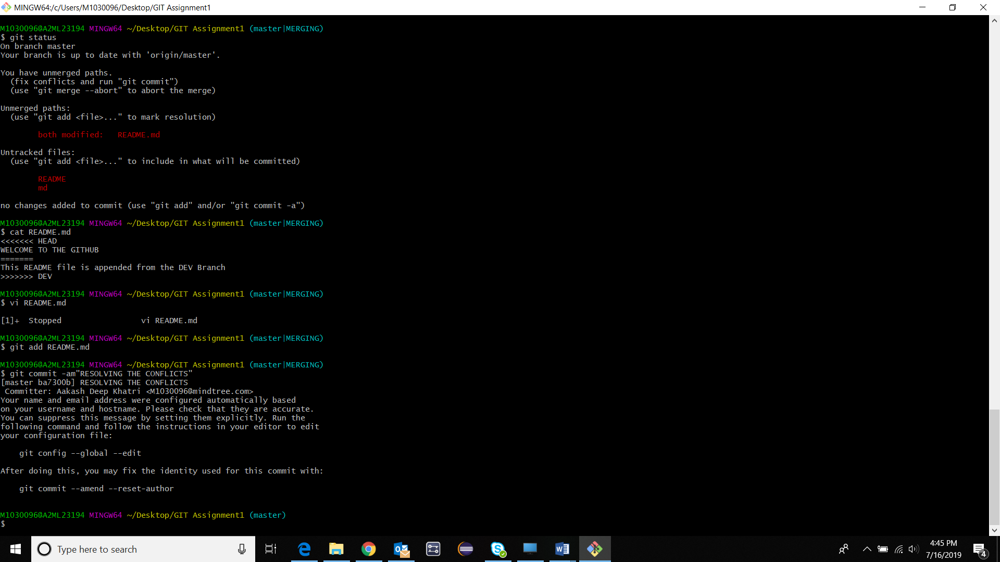 MINGW64:/c/Users/M1030096/Desktop/GIT Assignment1
M1030096@A2ML23194 MINGW64 ~/Desktop/GIT Assignment1 (master|MERGING)
$ git status
On branch master
Your branch is up to date with 'origin/master'.
You have unmerged paths.
  (fix conflicts and run "git commit")
  (use "git merge --abort" to abort the merge)
Unmerged paths:
  (use "git add <file>..." to mark resolution)
        both modified:   README.md
Untracked files:
  (use "git add <file>..." to include in what will be committed)
        README
        md
no changes added to commit (use "git add" and/or "git commit -a")
M1030096@A2ML23194 MINGW64 ~/Desktop/GIT Assignment1 (master|MERGING)
$ cat README.md
<<<<<<< HEAD
WELCOME TO THE GITHUB
=======
This README file is appended from the DEV Branch
>>>>>>> DEV
M1030096@A2ML23194 MINGW64 ~/Desktop/GIT Assignment1 (master|MERGING)
$ vi README.md
[1]+  Stopped                 vi README.md
M1030096@A2ML23194 MINGW64 ~/Desktop/GIT Assignment1 (master|MERGING)
$ git add README.md
M1030096@A2ML23194 MINGW64 ~/Desktop/GIT Assignment1 (master|MERGING)
$ git commit -am"RESOLVING THE CONFLICTS"
[master ba7300b] RESOLVING THE CONFLICTS
 Committer: Aakash Deep Khatri <M1030096@mindtree.com>
Your name and email address were configured automatically based
on your username and hostname. Please check that they are accurate.
You can suppress this message by setting them explicitly. Run the
following command and follow the instructions in your editor to edit
your configuration file:
    git config --global --edit
After doing this, you may fix the identity used for this commit with:
    git commit --amend --reset-author
M1030096@A2ML23194 MINGW64 ~/Desktop/GIT Assignment1 (master)
$
Type here to search
4:45 PM
7/16/2019
4